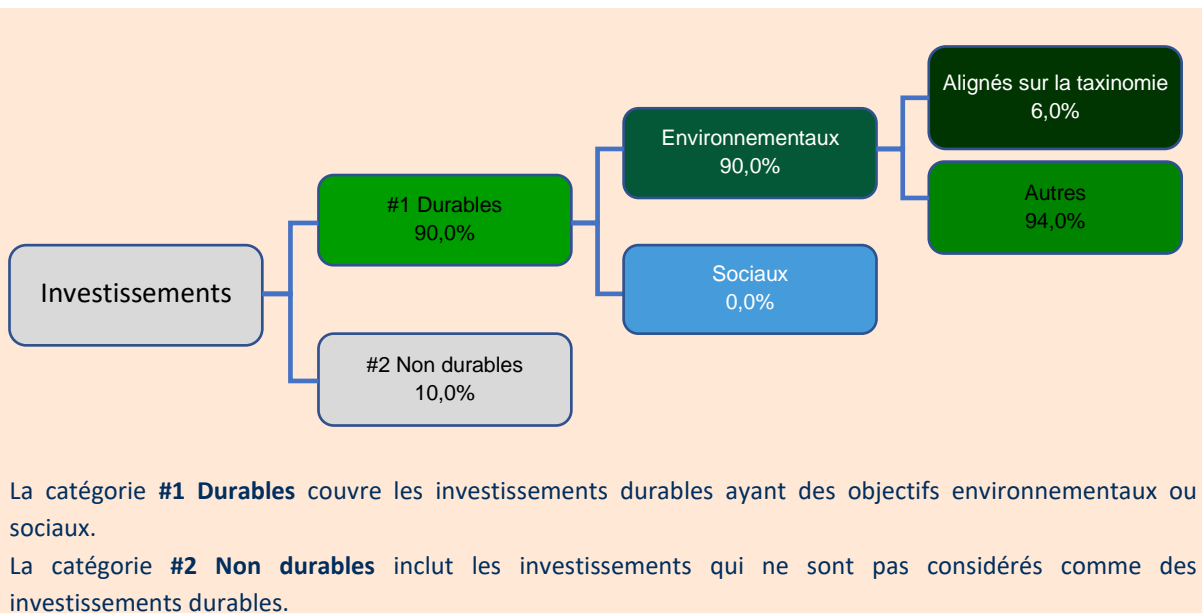 Investissements
#1 Durables
90,0%
#2 Non durables
10,0%
Environnementaux
90,0%
Sociaux
0,0%
Alignés sur la taxinomie
6,0%
Autres
94,0%
La catégorie #1 Durables couvre les investissements durables ayant des objectifs environnementaux ou
sociaux.
La catégorie #2 Non durables inclut les investissements qui ne sont pas considérés comme des
investissements durables.